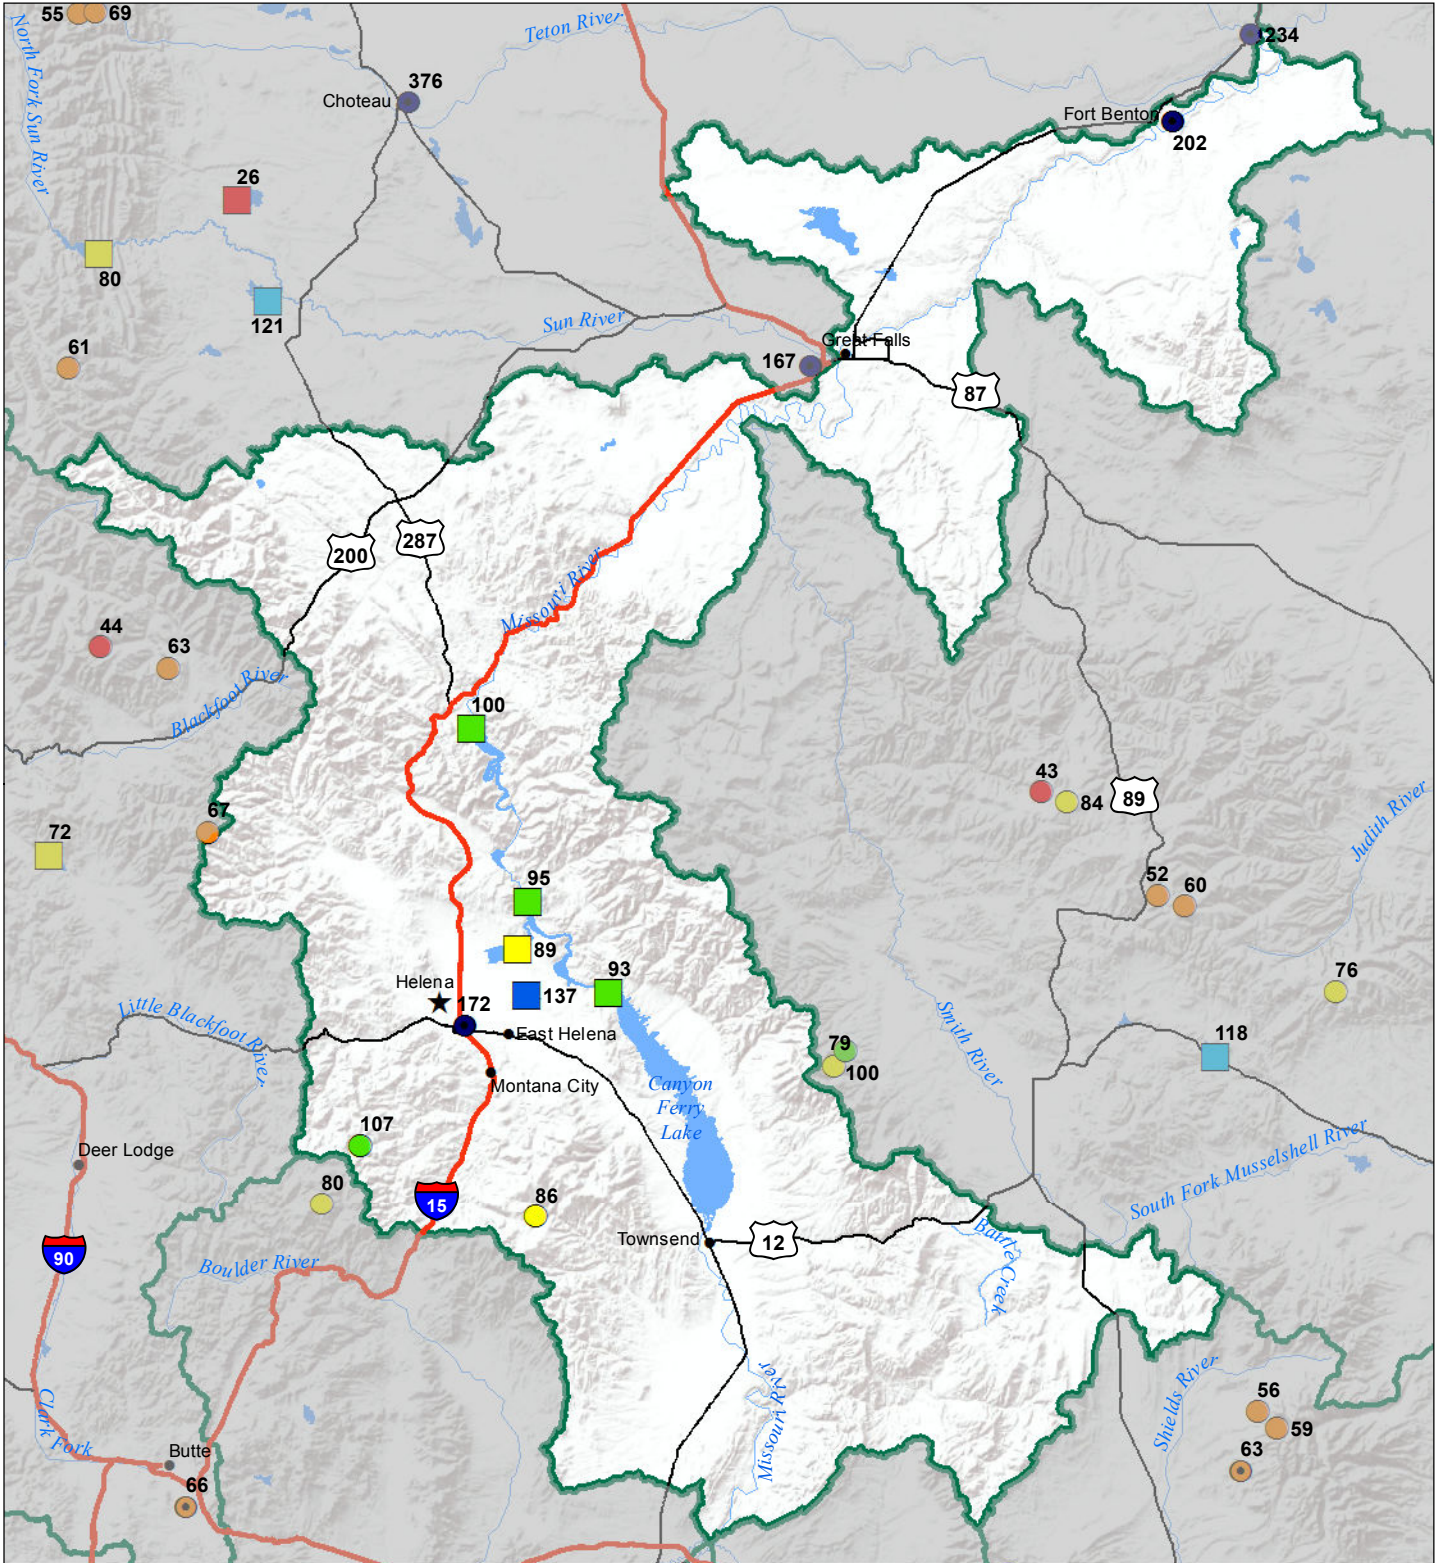 55
69
Teton River
234
North Fork Sun River
376
Choteau
Fort Benton
202
26
80
121
Sun River
Great Falls
167
61
87
200
287
Missouri River
44
63
Blackfoot River
100
43
84
89
67
72
Judith River
95
52
60
89
93
76
Helena
137
172
Little Blackfoot River
East Helena
Smith River
79
100
118
Montana City
Canyon
Ferry
Lake
107
Deer Lodge
South Fork Musselshell River
80
15
86
Townsend
12
Battle Creek
90
Boulder River
Missouri River
Shields River
56
59
63
Clark Fork
Butte
66